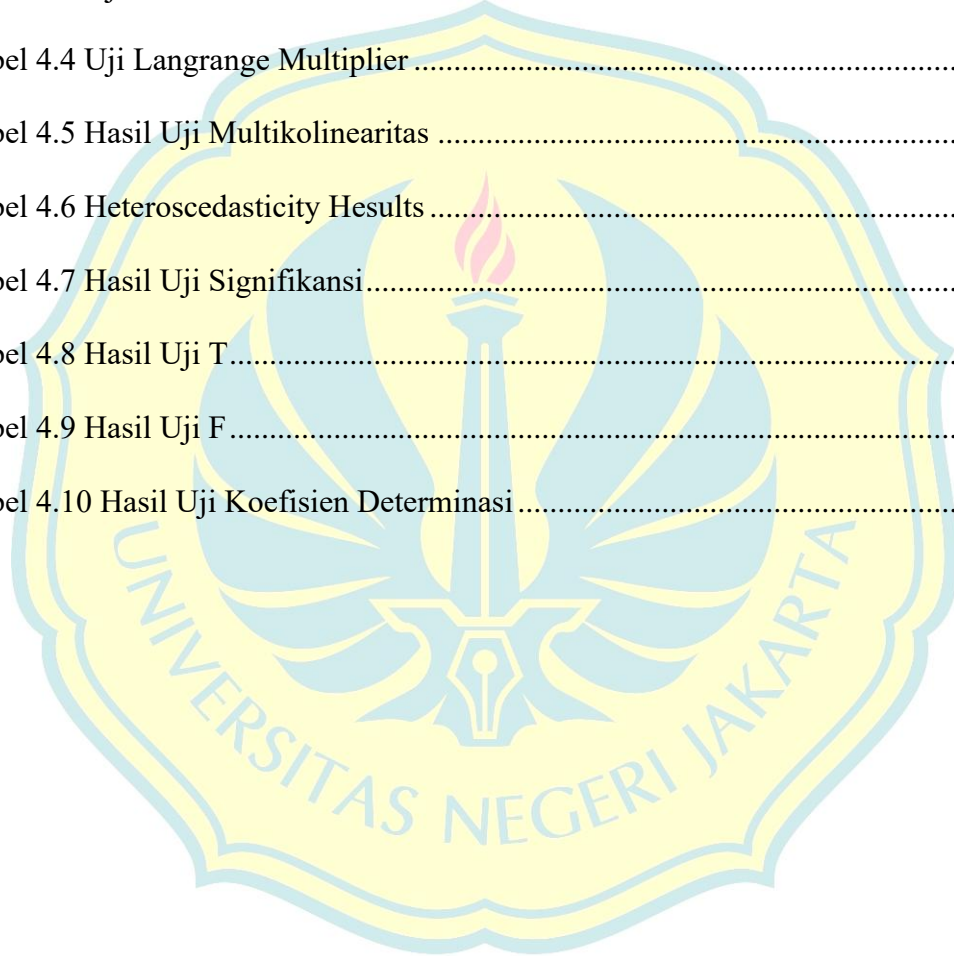 bel 4.4 Uji Langrange Multiplier ....................................................................
bel 4.5 Hasil Uji Multikolinearitas .................................................................
bel 4.6 Heteroscedasticity Hesults ..................................................................
bel 4.7 Hasil Uji Signifikansi..........................................................................
bel 4.8 Hasil Uji T...........................................................................................
bel 4.9 Hasil Uji F...........................................................................................
bel 4.10 Hasil Uji Koefisien Determinasi .......................................................
UNIVERSITAS NEGERI JAKARTA